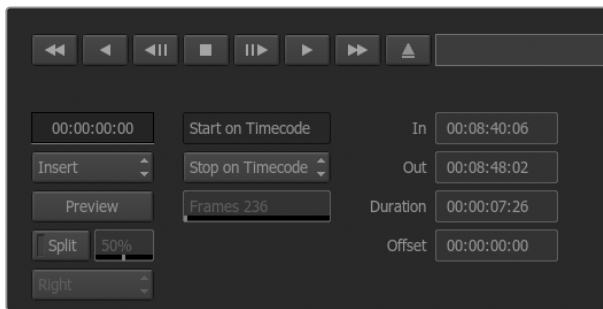 00:00:00:00 Start on Timecode In 00:08:40:06
Insert Stop on Timecode Out 00:08:48:02
Preview Frames 236 Duration 00:00:07:26
Split 50% Offset 00:00:00:00
Right